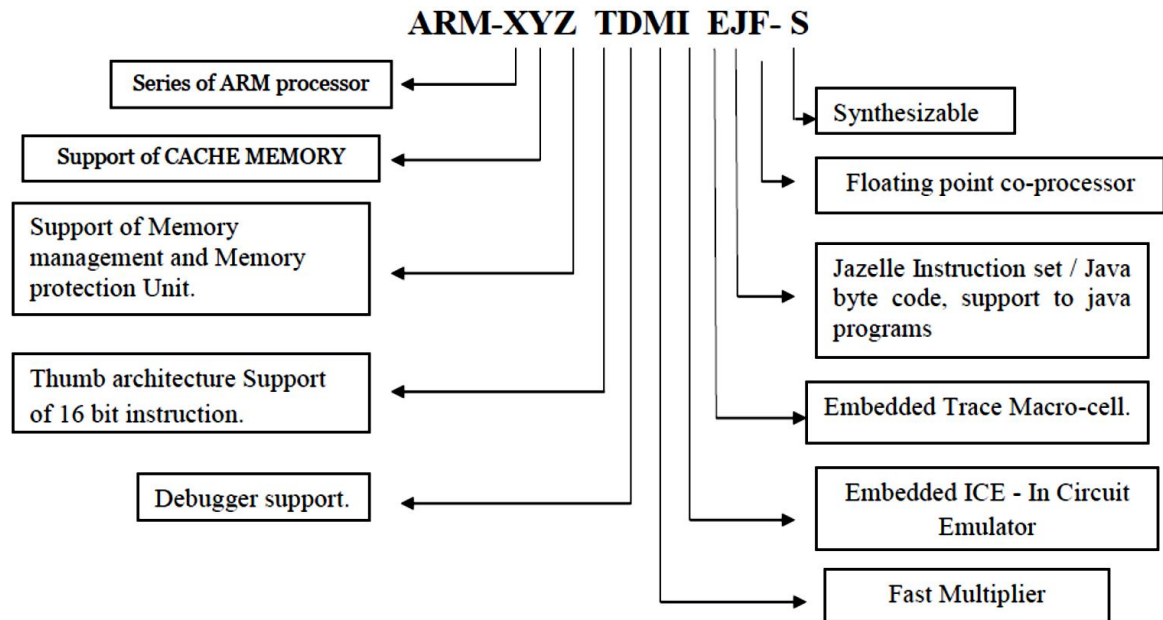 ARM-XYZ TDMI EJF- S
Series of ARM processor
Support of CACHE MEMORY
Support of Memory
management and Memory
protection Unit.
Thumb architecture Support
of 16 bit instruction.
Debugger support.
Synthesizable
Floating point co-processor
Jazelle Instruction set / Java
byte code, support to java
programs
Embedded Trace Macro-cell.
Embedded ICE - In Circuit
Emulator
Fast Multiplier